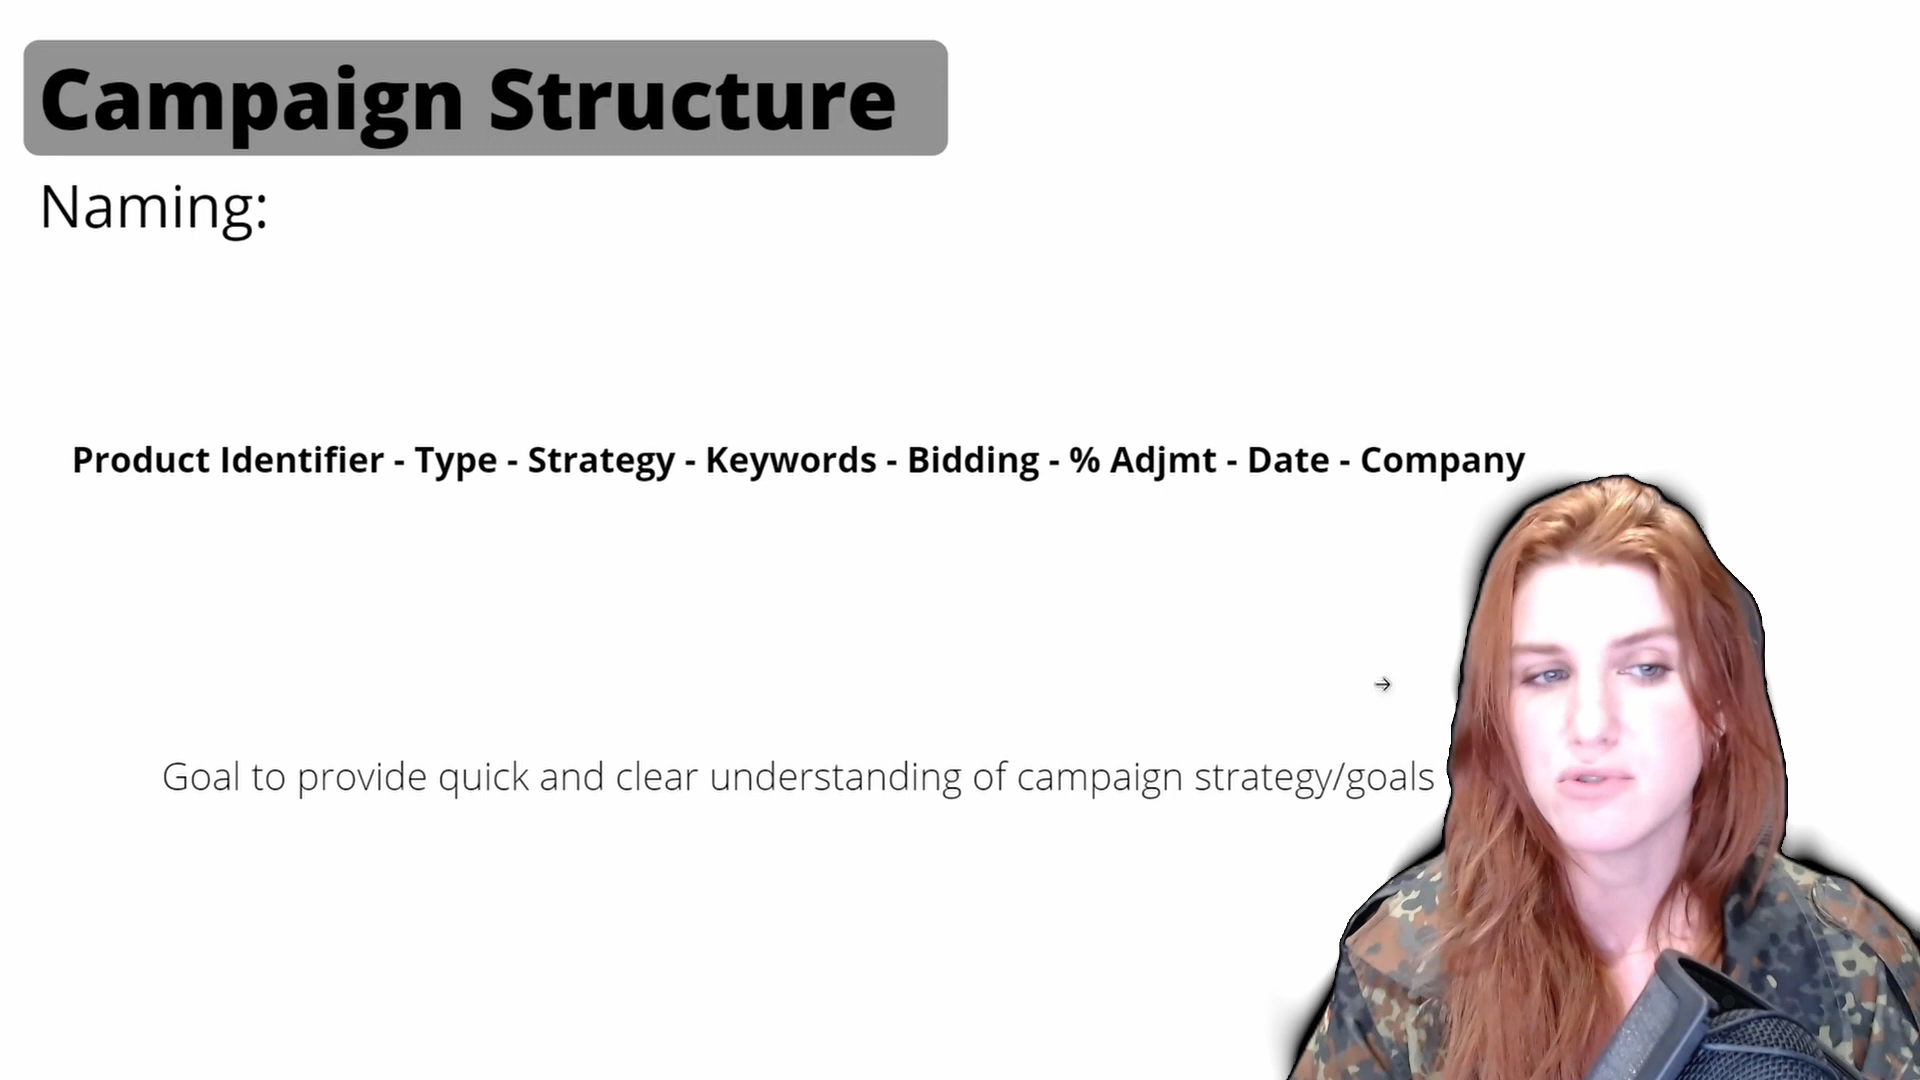 Campaign Structure
Naming:
Product Identifier - Type - Strategy - Keywords - Bidding - % Adjmt - Date - Company
Goal to provide quick and clear understanding of campaign strategy/goals